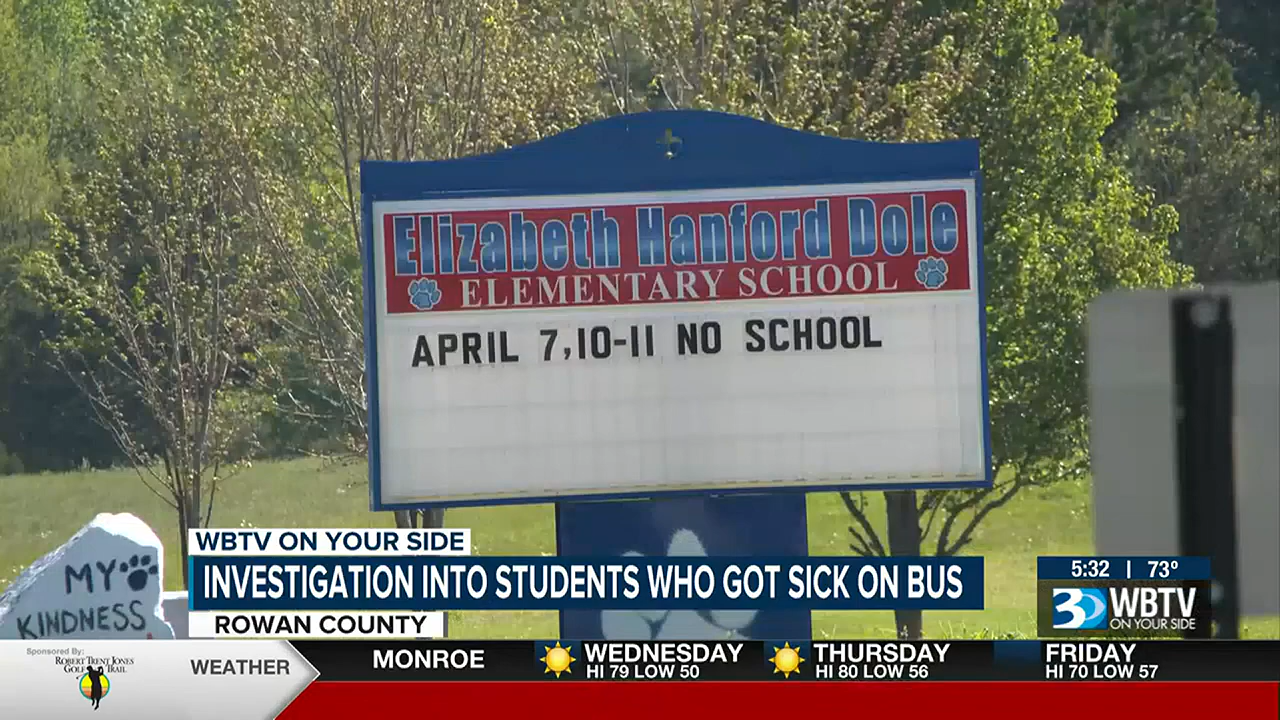 Elizabeth Hanford Dole
ELEMENTARY SCHOOL
APRIL 7,10-11 NO SCHOOL
MY
KINDNESS
WBTV ON YOUR SIDE
INVESTIGATION INTO STUDENTS WHO GOT SICK ON BUS
ROWAN COUNTY
5:32 | 73°
3 WBTV
ON YOUR SIDE
Sponsored By:
ROBERT TRENT JONES
GOLF TRAIL
WEATHER
MONROE
WEDNESDAY
HI 79 LOW 50
THURSDAY
HI 80 LOW 56
FRIDAY
HI 70 LOW 57